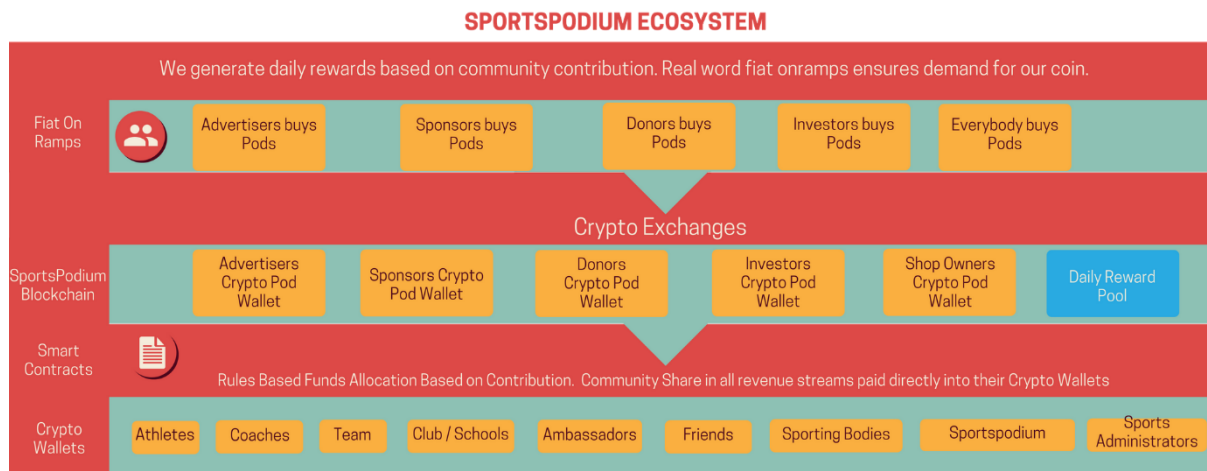 SPORTSPODIUM ECOSYSTEM
We generate daily rewards based on community contribution. Real word fiat onramps ensures demand for our coin.
Fiat On
Ramps
Advertisers buys
Pods
Sponsors buys
Pods
Donors buys
Pods
Investors buys
Pods
Everybody buys
Pods
Crypto Exchanges
SportsPodium
Blockchain
Advertisers
Crypto Pod
Wallet
Sponsors Crypto
Pod Wallet
Donors
Crypto Pod
Wallet
Investors
Crypto Pod
Wallet
Shop Owners
Crypto Pod
Wallet
Daily Reward
Pool
Smart
Contracts
Rules Based Funds Allocation Based on Contribution. Community Share in all revenue streams paid directly into their Crypto Wallets
Crypto
Wallets
Athletes
Coaches
Team
Club / Schools
Ambassadors
Friends
Sporting Bodies
Sportspodium
Sports
Administrators